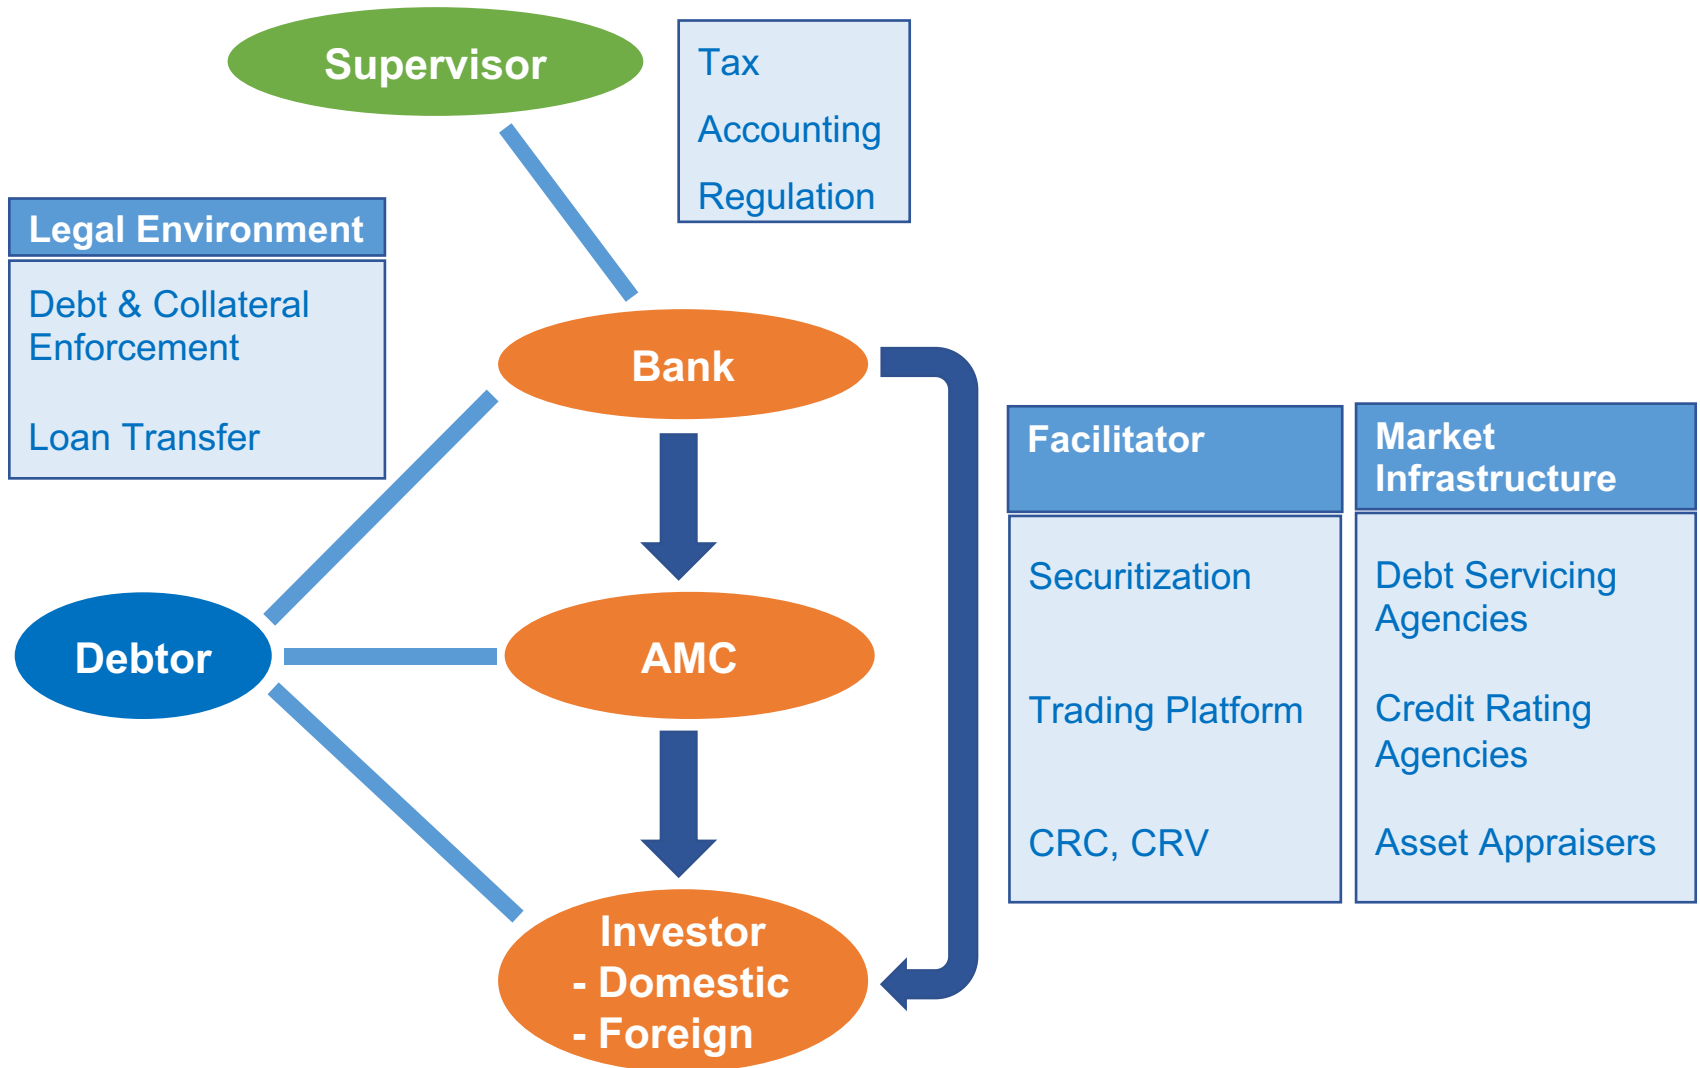 Supervisor
Tax
Accounting
Regulation
Legal Environment
Debt & Collateral
Enforcement
Loan Transfer
Bank
Facilitator
Securitization
Trading Platform
CRC, CRV
Market
Infrastructure
Debt Servicing
Agencies
Credit Rating
Agencies
Asset Appraisers
Debtor
AMC
Investor
- Domestic
- Foreign